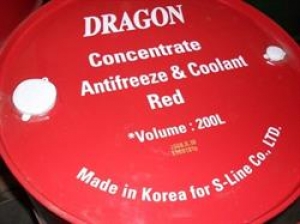 DRAGON
Concentrate
Antifreeze & Coolant
Red
*Volume : 200L
Made in Korea for S-Line Co., LTD.